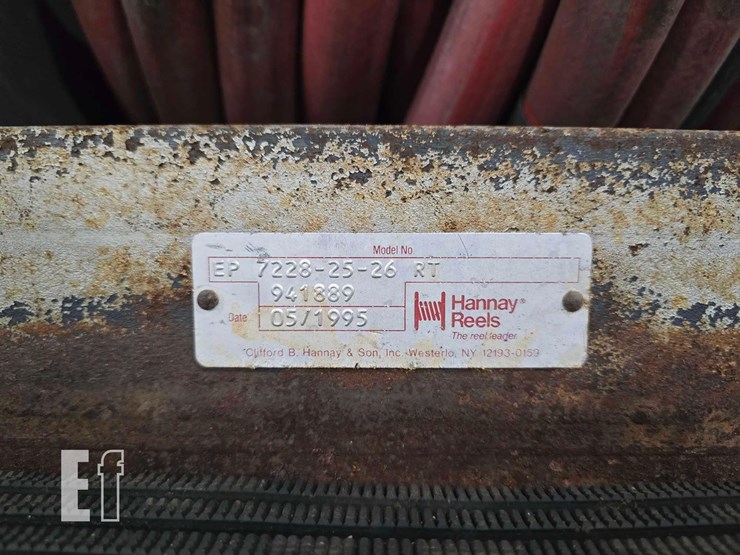 Model No
EP 7228-25-26 RT
941889
Date 05/1995
Hannay®
Reels
The reel leader
Clifford B. Hannay & Son, Inc. Westerlo, NY 12193-0159
Ef